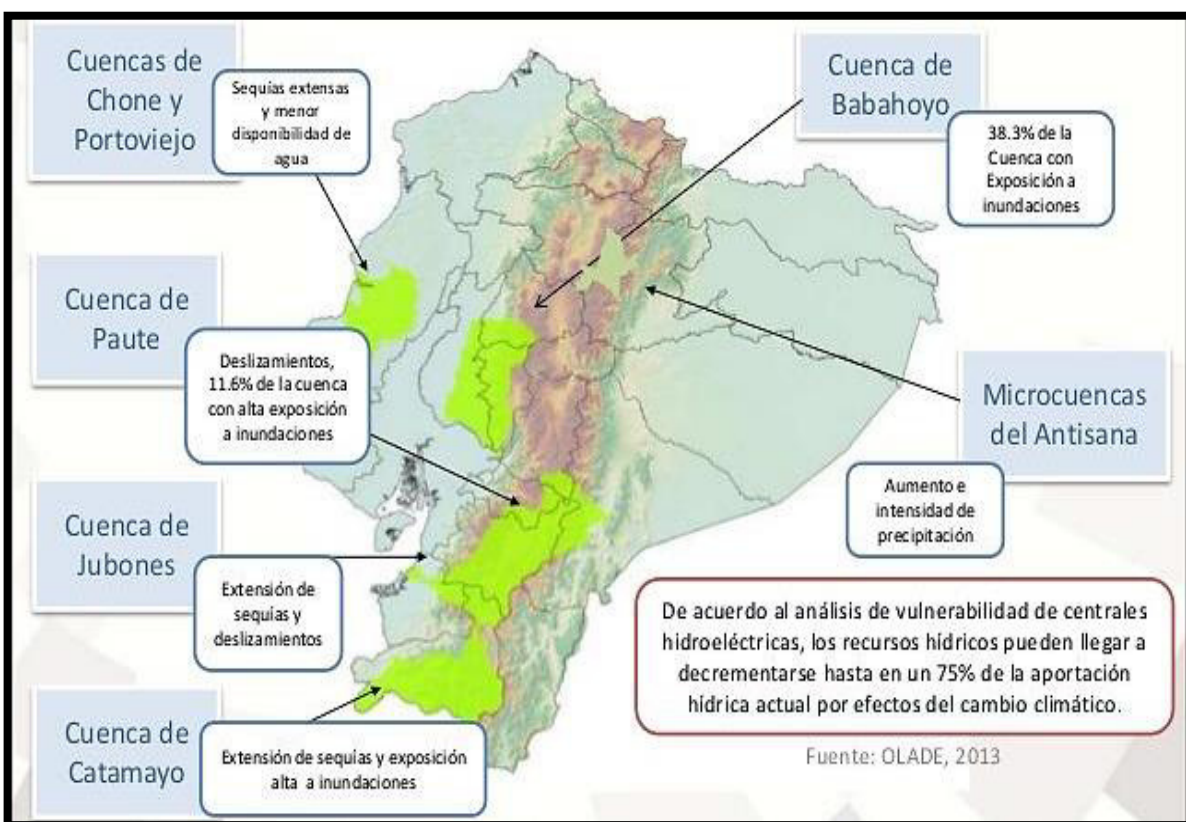 Cuencas de
Chone y
Portoviejo
Sequías extensas
y menor
disponibilidad de
agua
Cuenca de
Babahoyo
38.3% de la
Cuenca con
Exposición a
inundaciones
Cuenca de
Paute
Deslizamientos,
11.6% de la cuenca
con alta exposición
a inundaciones
Microcuencas
del Antisana
Aumento e
intensidad de
precipitación
Cuenca de
Jubones
Extensión de
sequías y
deslizamientos
De acuerdo al análisis de vulnerabilidad de centrales
hidroeléctricas, los recursos hídricos pueden llegar a
decrementarse hasta en un 75% de la aportación
hídrica actual por efectos del cambio climático.
Fuente: OLADE, 2013
Cuenca de
Catamayo
Extensión de sequías y exposición
alta a inundaciones